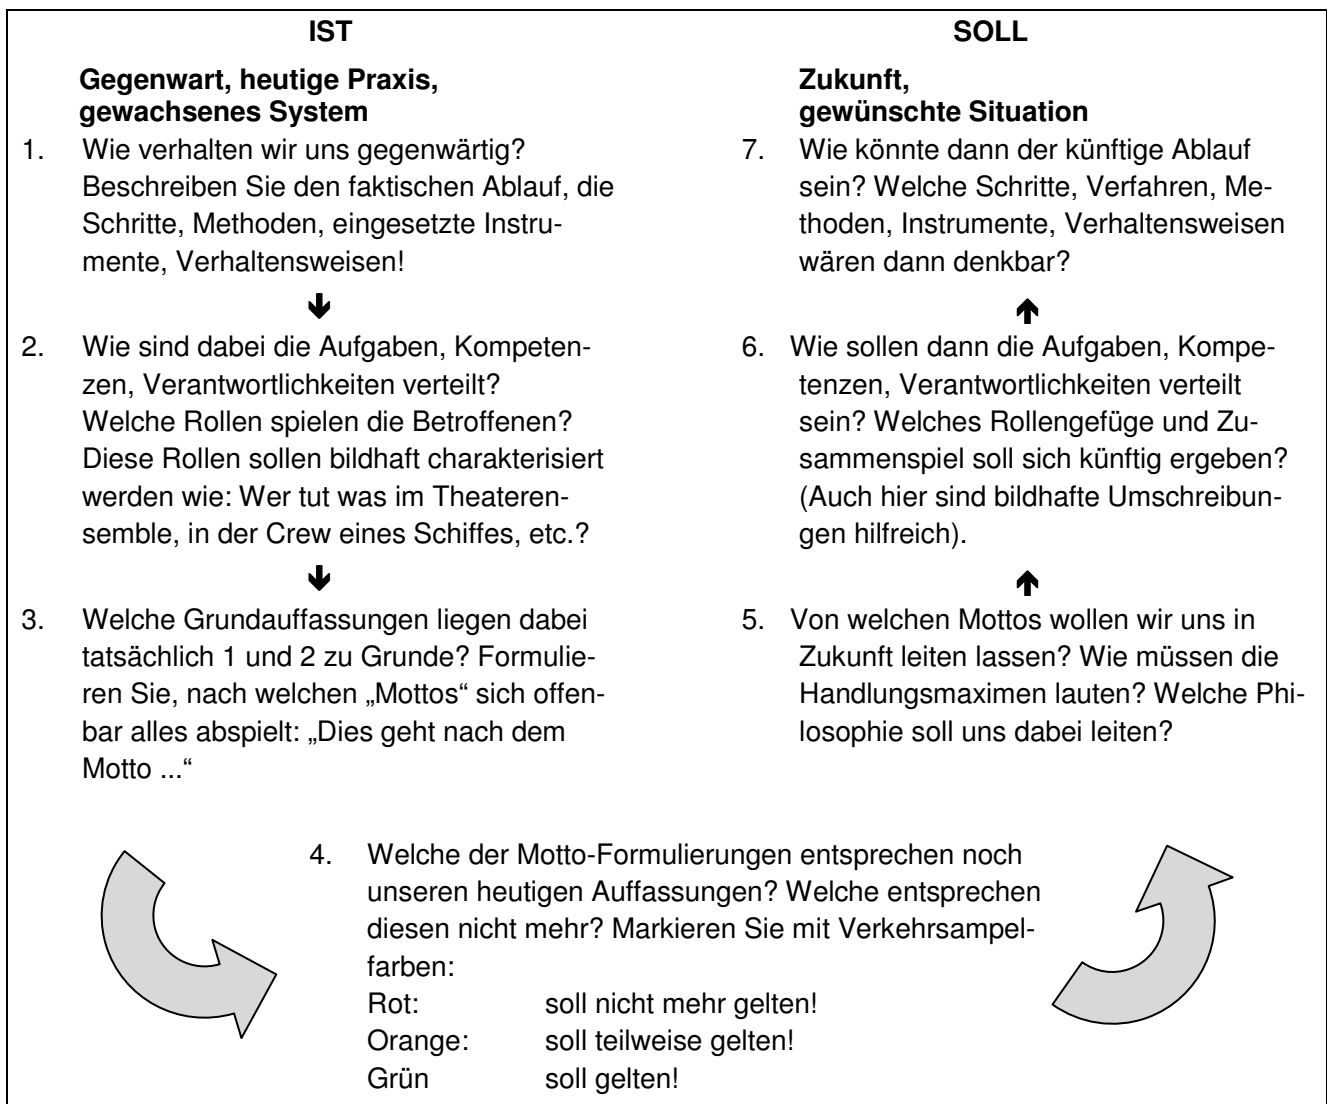 IST
Gegenwart, heutige Praxis,
gewachsenes System
1. Wie verhalten wir uns gegenwärtig?
Beschreiben Sie den faktischen Ablauf, die
Schritte, Methoden, eingesetzte Instru-
mente, Verhaltensweisen!
2. Wie sind dabei die Aufgaben, Kompeten-
zen, Verantwortlichkeiten verteilt?
Welche Rollen spielen die Betroffenen?
Diese Rollen sollen bildhaft charakterisiert
werden wie: Wer tut was im Theateren-
semble, in der Crew eines Schiffes, etc.?
3. Welche Grundauffassungen liegen dabei
tatsächlich 1 und 2 zu Grunde? Formulie-
ren Sie, nach welchen „Mottos“ sich offen-
bar alles abspielt: „Dies geht nach dem
Motto ...“
4. Welche der Motto-Formulierungen entsprechen noch
unseren heutigen Auffassungen? Welche entsprechen
diesen nicht mehr? Markieren Sie mit Verkehrsampel-
farben:
Rot: soll nicht mehr gelten!
Orange: soll teilweise gelten!
Grün soll gelten!
SOLL
Zukunft,
gewünschte Situation
7. Wie könnte dann der künftige Ablauf
sein? Welche Schritte, Verfahren, Me-
thoden, Instrumente, Verhaltensweisen
wären dann denkbar?
6. Wie sollen dann die Aufgaben, Kompe-
tenzen, Verantwortlichkeiten verteilt
sein? Welches Rollengefüge und Zu-
sammenspiel soll sich künftig ergeben?
(Auch hier sind bildhafte Umschreibun-
gen hilfreich).
5. Von welchen Mottos wollen wir uns in
Zukunft leiten lassen? Wie müssen die
Handlungsmaximen lauten? Welche Phi-
losophie soll uns dabei leiten?